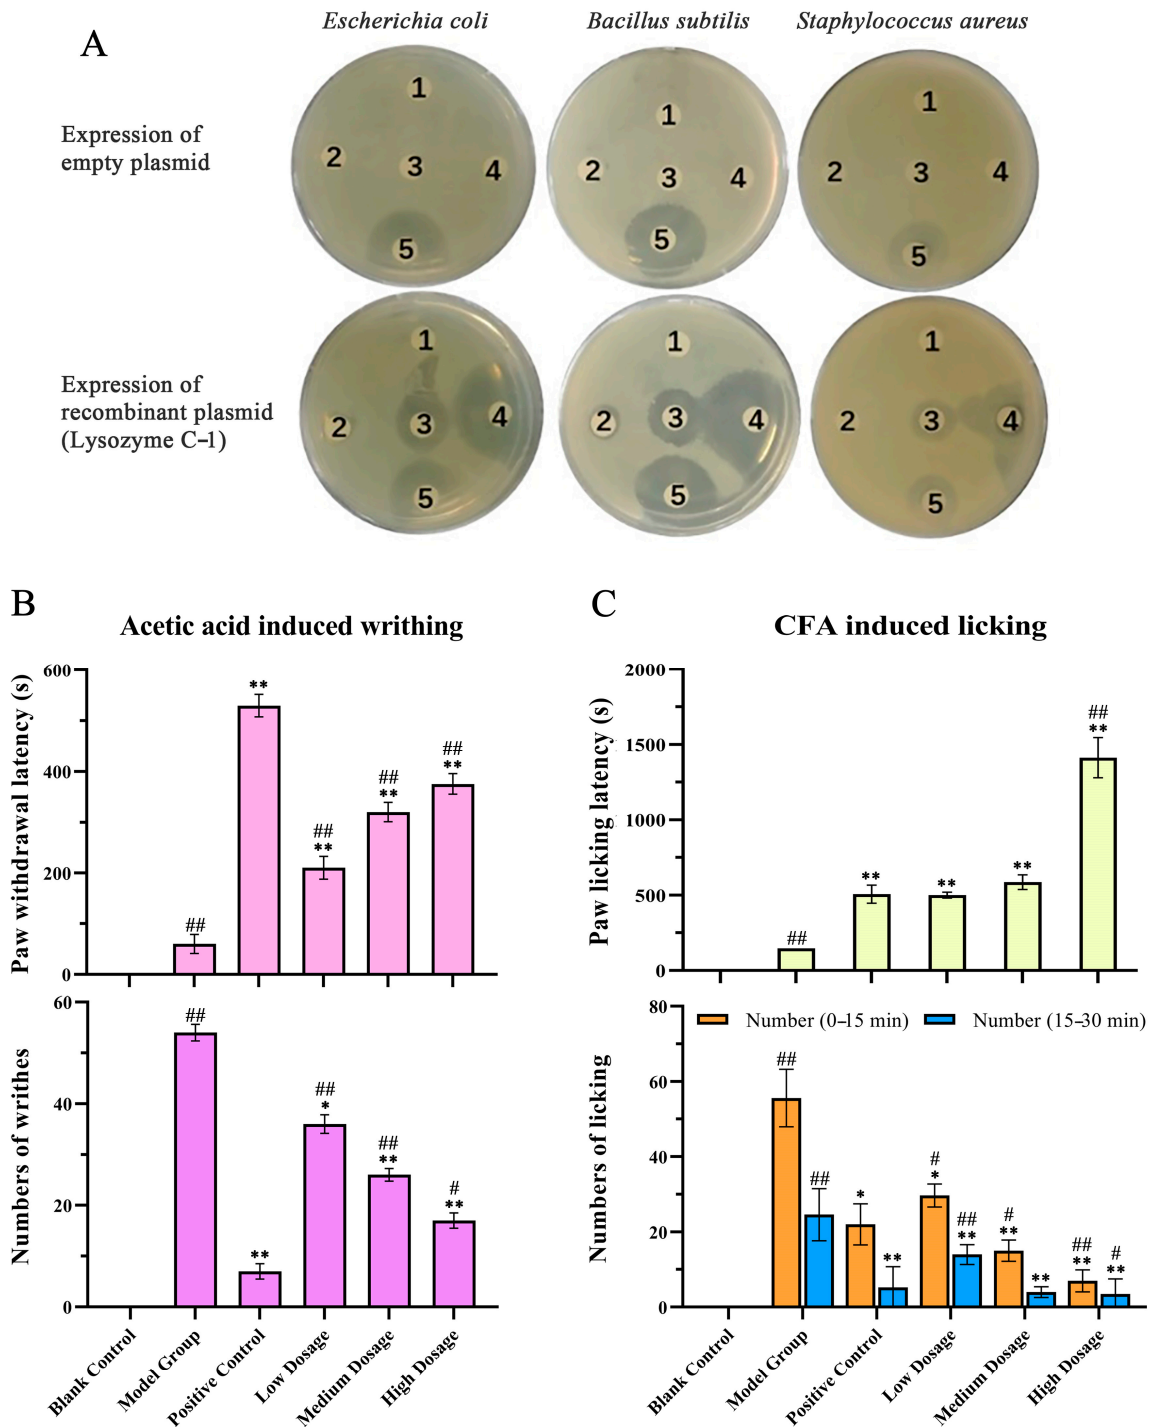 A
Escherichia coli
Bacillus subtilis
Staphylococcus aureus
Expression of
empty plasmid
1
2
3
4
5
1
2
3
4
5
1
2
3
4
5
Expression of
recombinant plasmid
(Lysozyme C-1)
1
2
3
4
5
1
2
3
4
5
1
2
3
4
5
B
Acetic acid induced writhing
Paw withdrawal latency (s)
600
400
200
0
##
**
##
**
##
**
##
**
Numbers of writhes
60
40
20
0
##
**
##
*
##
**
#
**
Blank Control
Model Group
Positive Control
Low Dosage
Medium Dosage
High Dosage
C
CFA induced licking
Paw licking latency (s)
2000
1500
1000
500
0
##
**
**
**
##
**
Numbers of licking
80
60
40
20
0
Number (0–15 min)
Number (15–30 min)
##
##
*
**
#
*
##
**
#
**
**
##
**
#
**
Blank Control
Model Group
Positive Control
Low Dosage
Medium Dosage
High Dosage